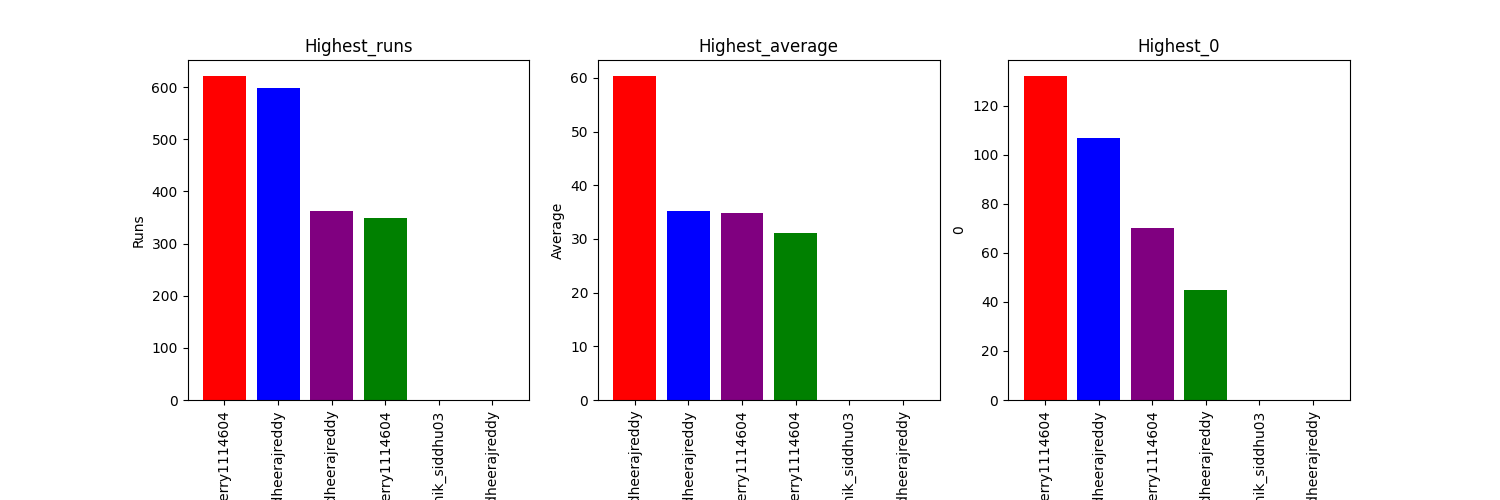 Highest_runs
Runs
600
500
400
300
200
100
0
erry1114604
dheerajreddy
dheerajreddy
erry1114604
nik_siddhu03
dheerajreddy
Highest_average
Average
60
50
40
30
20
10
0
dheerajreddy
dheerajreddy
erry1114604
erry1114604
nik_siddhu03
dheerajreddy
Highest_0
0
120
100
80
60
40
20
0
erry1114604
dheerajreddy
erry1114604
dheerajreddy
nik_siddhu03
dheerajreddy